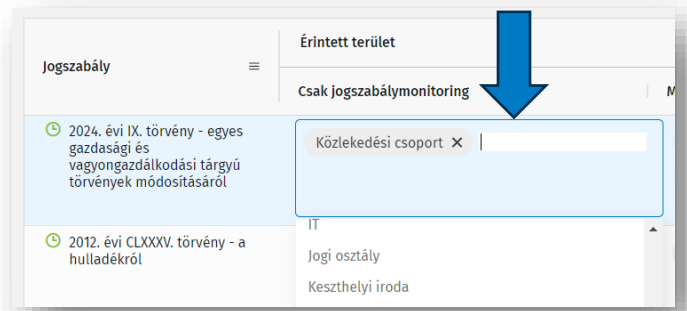 Jogszabály
Érintett terület
Csak jogszabálymonitoring
M
2024. évi IX. törvény - egyes
gazdasági és
vagyongazdálkodási tárgyú
törvények módosításáról
Közlekedési csoport
IT
Jogi osztály
Keszthelyi iroda
2012. évi CLXXXV. törvény - a
hulladékról